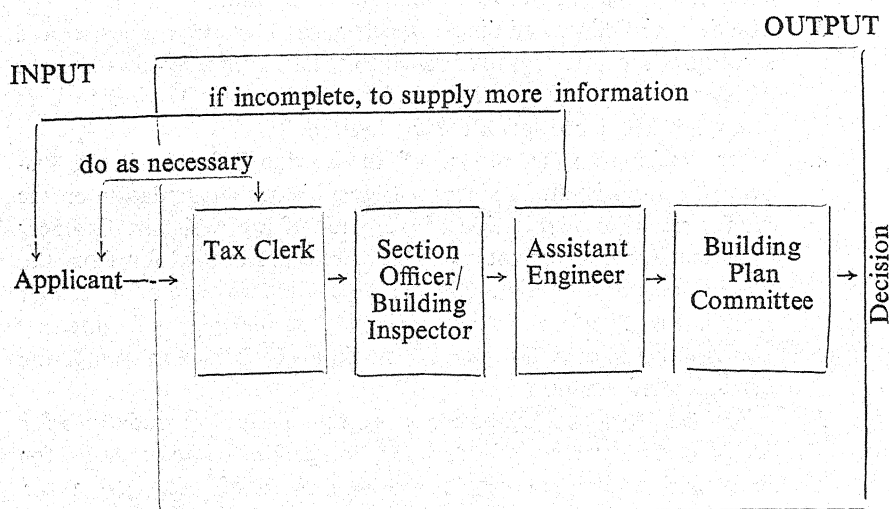 OUTPUT
INPUT
if incomplete, to supply more information
do as necessary
Applicant
Tax Clerk
Section
Officer/
Building
Inspector
Assistant
Engineer
Building
Plan
Committee
Decision